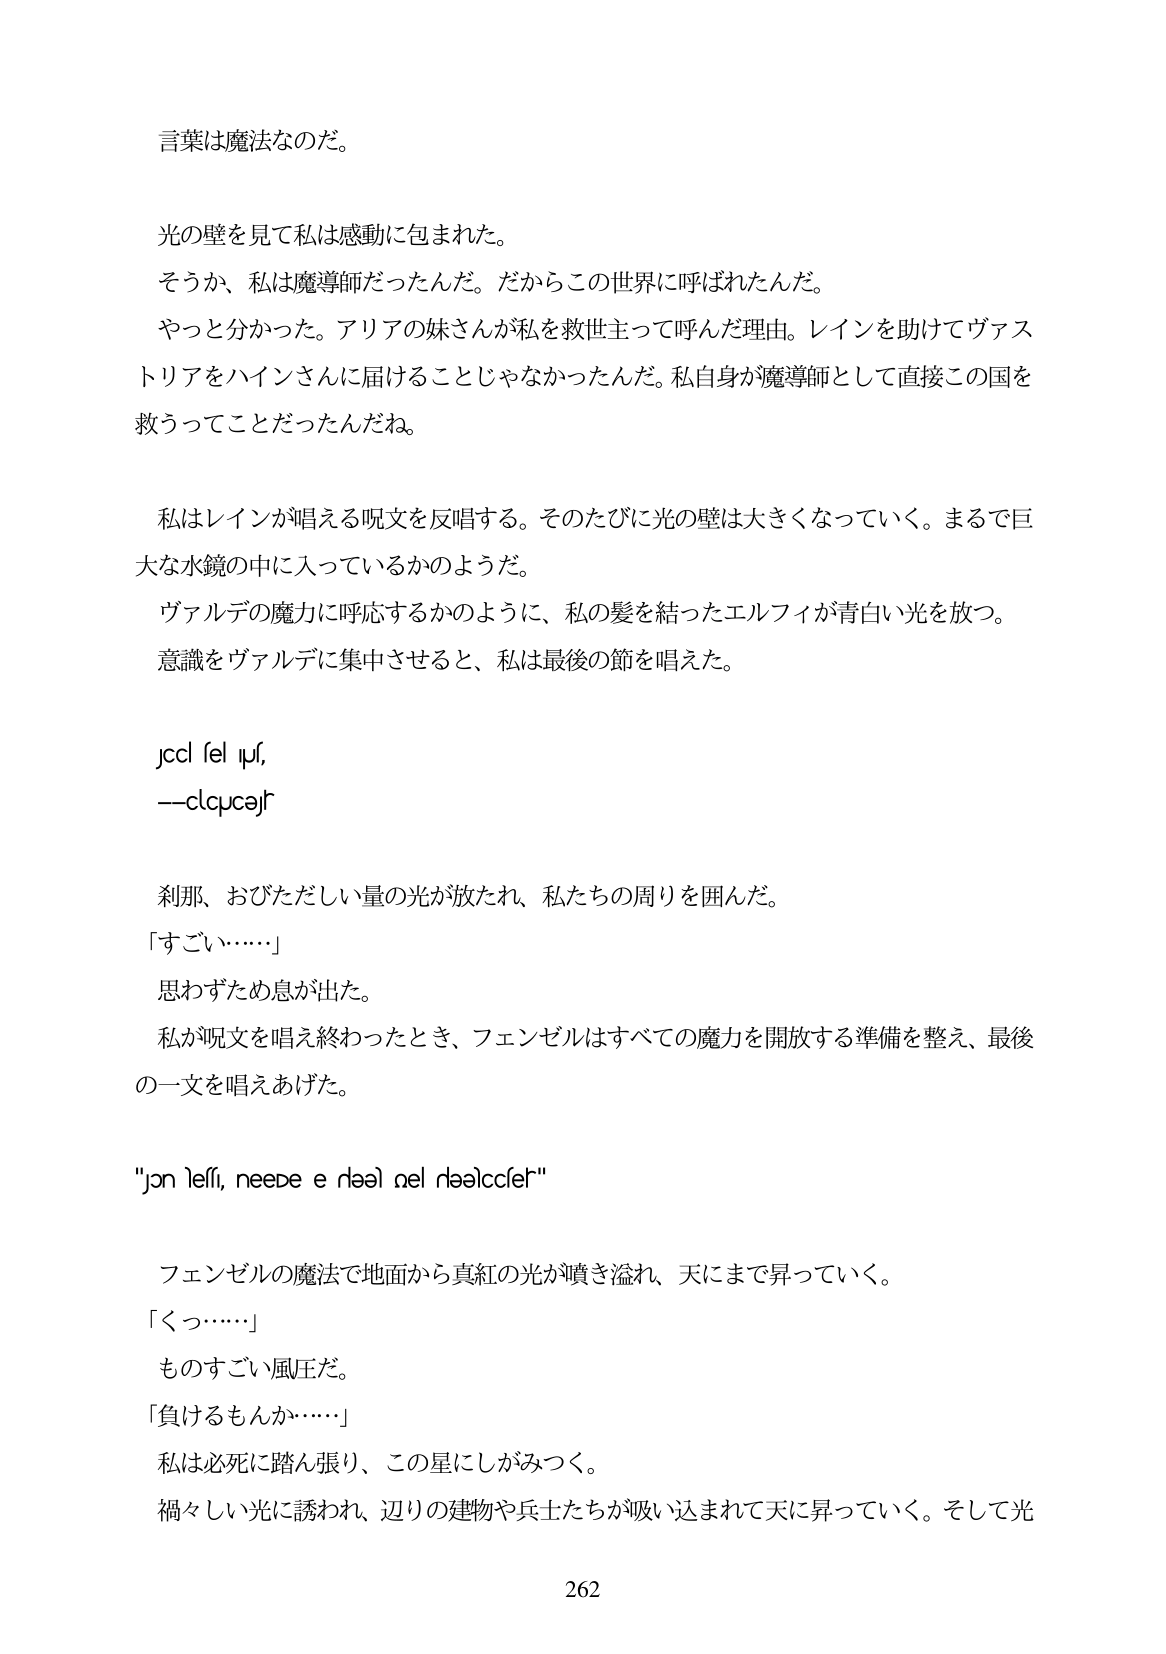 言葉は魔法なのだ。
光の壁を見て私は感動に包まれた。
そうか、私は魔導師だったんだ。だからこの世界に呼ばれたんだ。
やっと分かった。アリアの妹さんが私を救世主って呼んだ理由。レインを助けてヴァス
トリアをハインさんに届けることじゃなかったんだ。私自身が魔導師として直接この国を
救うってことだったんだね。
私はレインが唱える呪文を反唱する。そのたびに光の壁は大きくなっていく。まるで巨
大な水鏡の中に入っているかのようだ。
ヴァルデの魔力に呼応するかのように、私の髪を結ったエルフィが青白い光を放つ。
意識をヴァルデに集中させると、私は最後の節を唱えた。
刹那、おびただしい量の光が放たれ、私たちの周りを囲んだ。
「すごい……」
思わずため息が出た。
私が呪文を唱え終わったとき、フェンゼルはすべての魔力を開放する準備を整え、最後
の一文を唱えあげた。
フェンゼルの魔法で地面から真紅の光が噴き溢れ、天にまで昇っていく。
「くっ……」
ものすごい風圧だ。
「負けるもんか……」
私は必死に踏ん張り、この星にしがみつく。
禍々しい光に誘われ、辺りの建物や兵士たちが吸い込まれて天に昇っていく。そして光
262